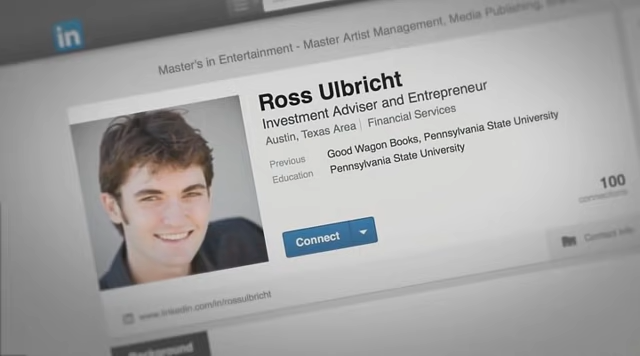 in
Master's in Entertainment - Master Artist Management, Media Publishing,
Ross Ulbricht
Investment Adviser and Entrepreneur
Austin, Texas Area | Financial Services
Previous Good Wagon Books, Pennsylvania State University
Education Pennsylvania State University
100
connections
Connect
Contact Info
www.linkedin.com/in/rossulbricht
Background